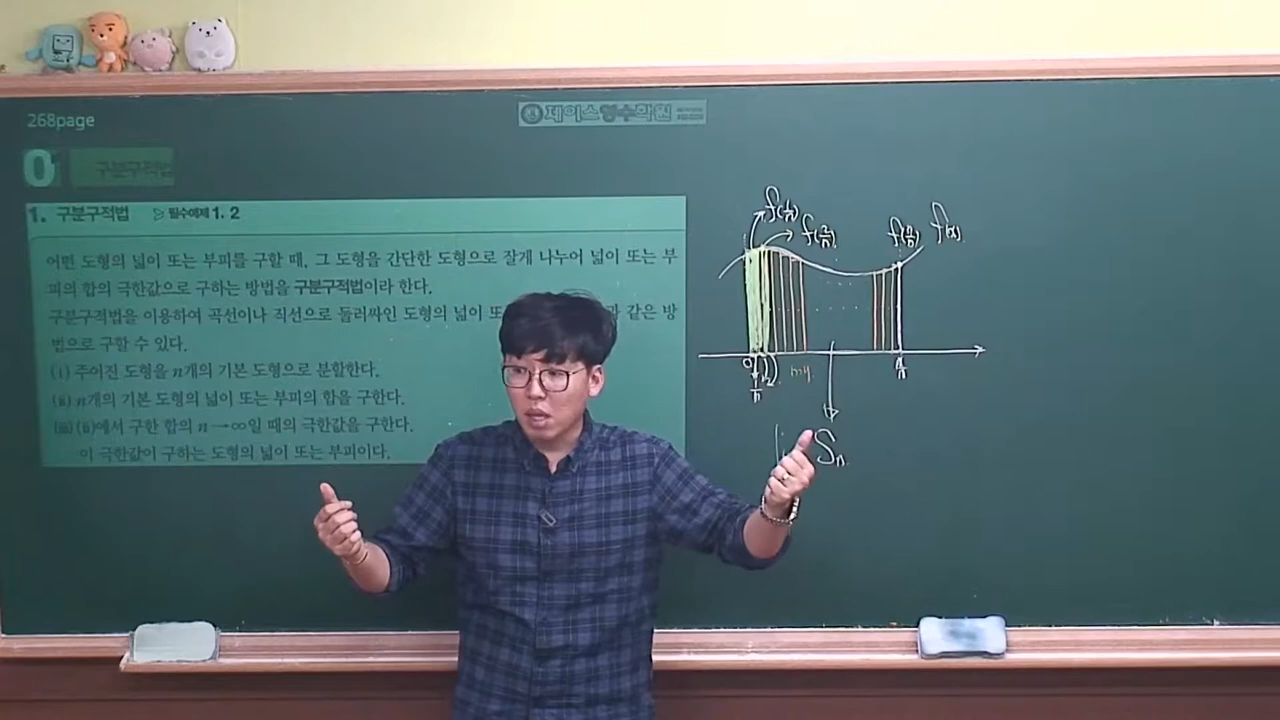 268page
제이스영수학원
구분구적법
1. 구분구적법 ▷ 필수예제 1. 2
어떤 도형의 넓이 또는 부피를 구할 때, 그 도형을 간단한 도형으로 잘게 나누어 넓이 또는 부
피의 합의 극한값으로 구하는 방법을 구분구적법이라 한다.
구분구적법을 이용하여 곡선이나 직선으로 둘러싸인 도형의 넓이 또 과 같은 방
법으로 구할 수 있다.
(i) 주어진 도형을 n개의 기본 도형으로 분할한다.
(ii) n개의 기본 도형의 넓이 또는 부피의 합을 구한다.
(iii) (ii)에서 구한 합의 n→∞일 때의 극한값을 구한다.
이 극한값이 구하는 도형의 넓이 또는 부피이다.
f(1/n)
f(2/n)
f(n/n)
f(x)
0
1/n
n/n
Sn